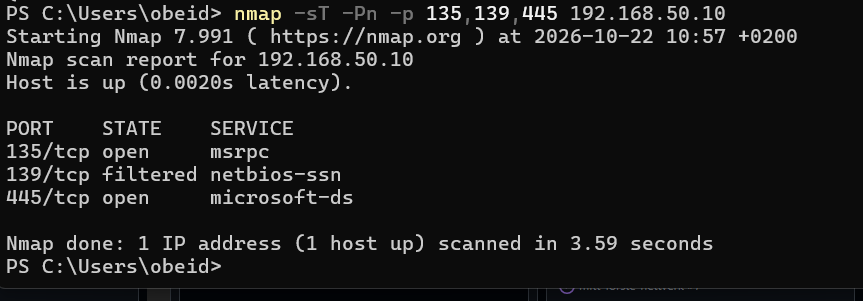 PS C:\Users\obeid> nmap -sT -Pn -p 135,139,445 192.168.50.10
Starting Nmap 7.991 ( https://nmap.org ) at 2026-10-22 10:57 +0200
Nmap scan report for 192.168.50.10
Host is up (0.0020s latency).
PORT    STATE    SERVICE
135/tcp open     msrpc
139/tcp filtered netbios-ssn
445/tcp open     microsoft-ds
Nmap done: 1 IP address (1 host up) scanned in 3.59 seconds
PS C:\Users\obeid>